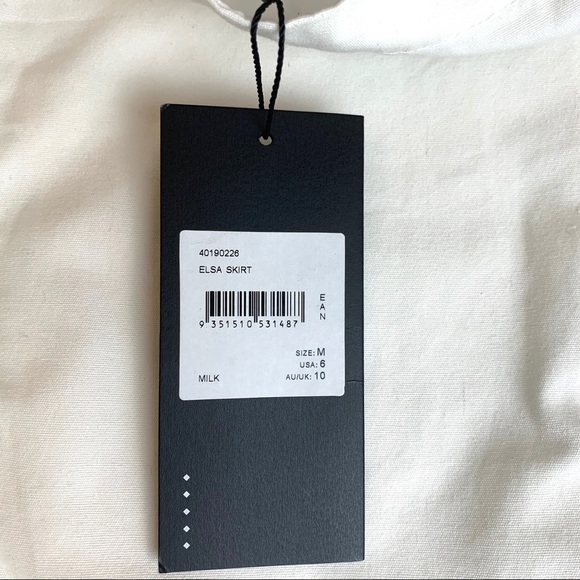 40190226
ELSA SKIRT
EAN
9 351510 531487
SIZE: M
USA: 6
MILK AU/UK: 10